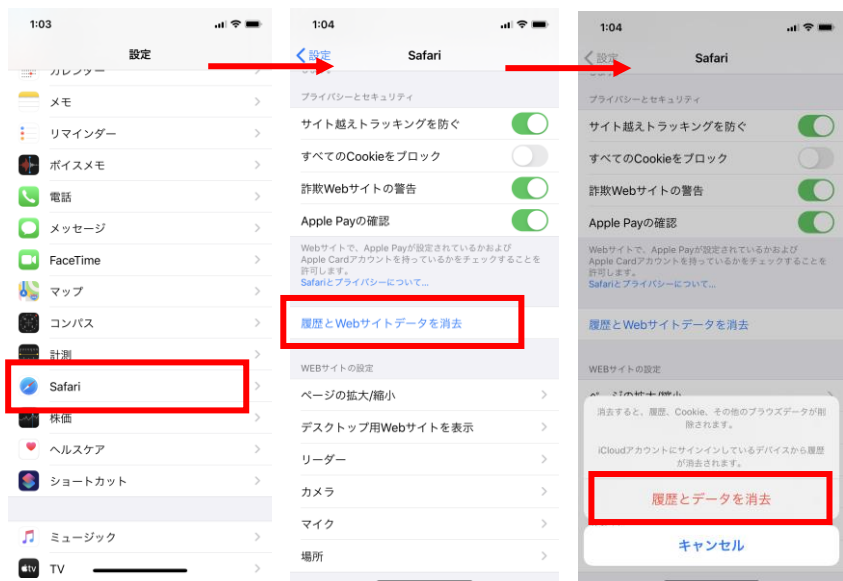 1:03
設定
カレンダー
メモ
リマインダー
ボイスメモ
電話
メッセージ
FaceTime
マップ
コンパス
計測
Safari
株価
ヘルスケア
ショートカット
ミュージック
tv
TV
1:04
設定
Safari
プライバシーとセキュリティ
サイト越えトラッキングを防ぐ
すべてのCookieをブロック
詐欺Webサイトの警告
Apple Payの確認
Webサイトで、Apple Payが設定されているかおよび
Apple Cardアカウントを持っているかをチェックすることを
許可します。
Safariとプライバシーについて...
履歴とWebサイトデータを消去
WEBサイトの設定
ページの拡大/縮小
デスクトップ用Webサイトを表示
リーダー
カメラ
マイク
場所
1:04
設定
Safari
プライバシーとセキュリティ
サイト越えトラッキングを防ぐ
すべてのCookieをブロック
詐欺Webサイトの警告
Apple Payの確認
Webサイトで、Apple Payが設定されているかおよび
Apple Cardアカウントを持っているかをチェックすることを
許可します。
Safariとプライバシーについて...
履歴とWebサイトデータを消去
WEBサイトの設定
ページの拡大/縮小
消去すると、履歴、Cookie、その他のブラウズデータが削
除されます。
iCloudアカウントにサインインしているデバイスから履歴
が消去されます。
履歴とデータを消去
キャンセル